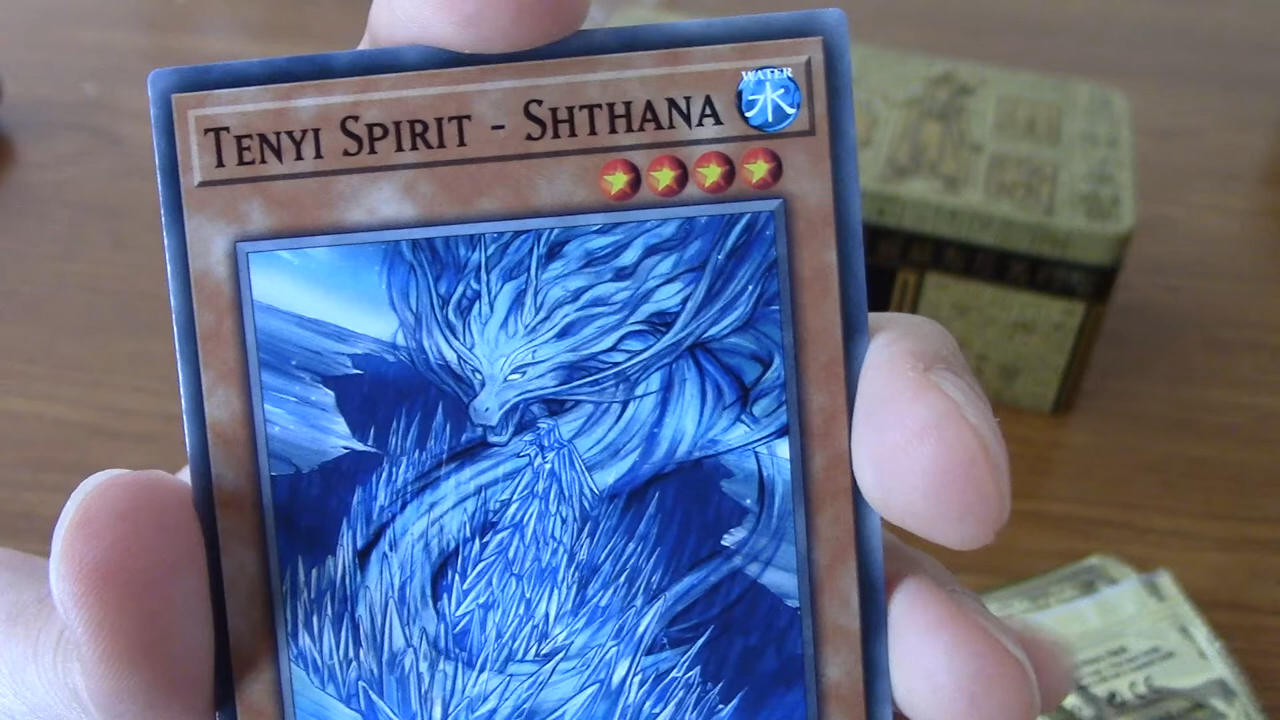 TENYI SPIRIT - SHTHANA
WATER
水